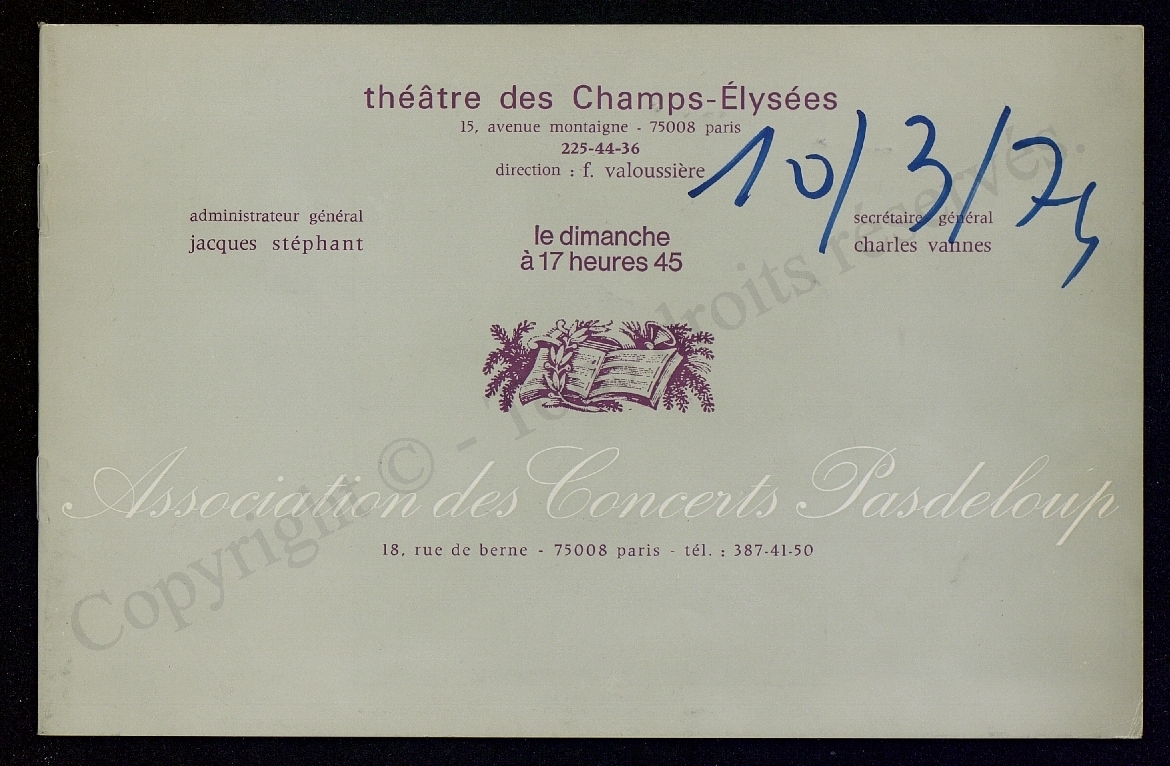 théâtre des Champs-Élysées
15, avenue montaigne - 75008 paris
225-44-36
direction : f. valoussière
10/3/74
administrateur général
jacques stéphant
le dimanche
à 17 heures 45
secrétaire général
charles vannes
Association des Concerts Pasdeloup
18, rue de berne - 75008 paris - tél. : 387-41-50
Copyright © - Tous droits réservés.